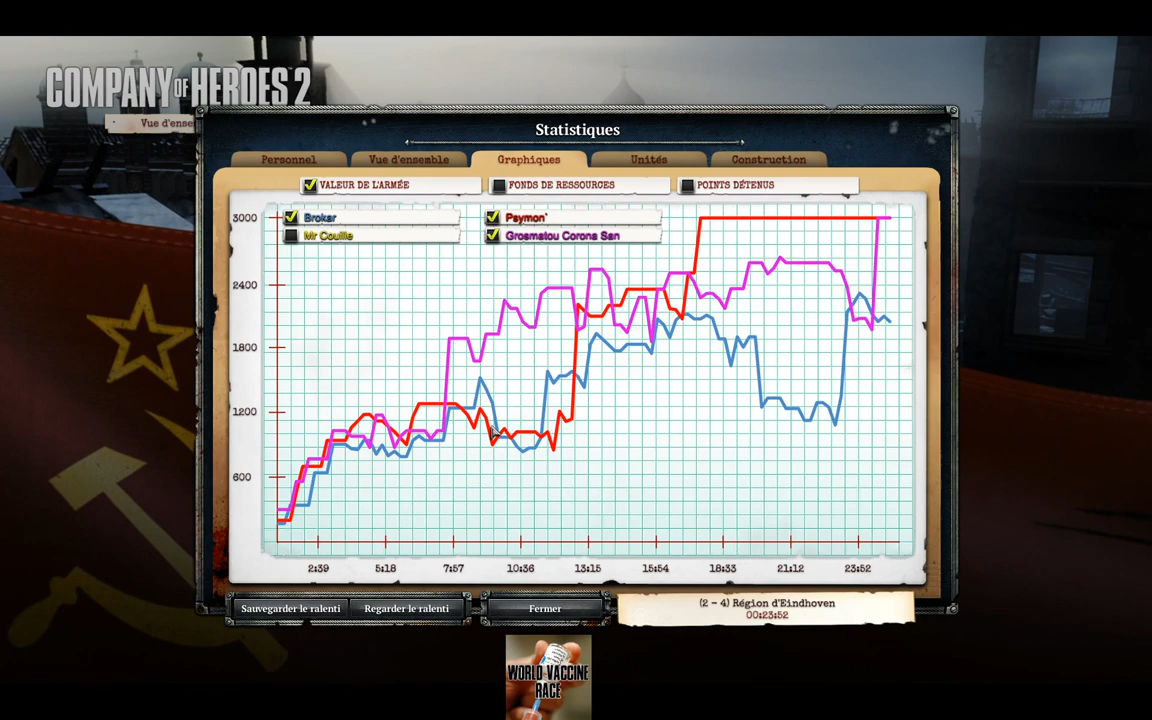 COMPANY OF HEROES 2
Vue d'ense
Statistiques
Personnel
Vue d'ensemble
Graphiques
Unités
Construction
VALEUR DE L'ARMÉE
FONDS DE RESSOURCES
POINTS DÉTENUS
Brokar
Psymon`
Mr Couille
Grosmatou Corona San
3000
2400
1800
1200
600
2:39
5:18
7:57
10:36
13:15
15:54
18:33
21:12
23:52
Sauvegarder le ralenti
Regarder le ralenti
Fermer
(2 - 4) Région d'Eindhoven
00:23:52
WORLD VACCINE
RACE